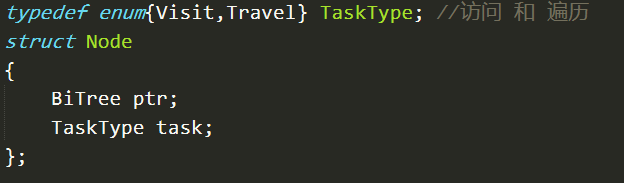 typedef enum{Visit,Travel} TaskType; //访问 和 遍历
struct Node
{
    BiTree ptr;
    TaskType task;
};